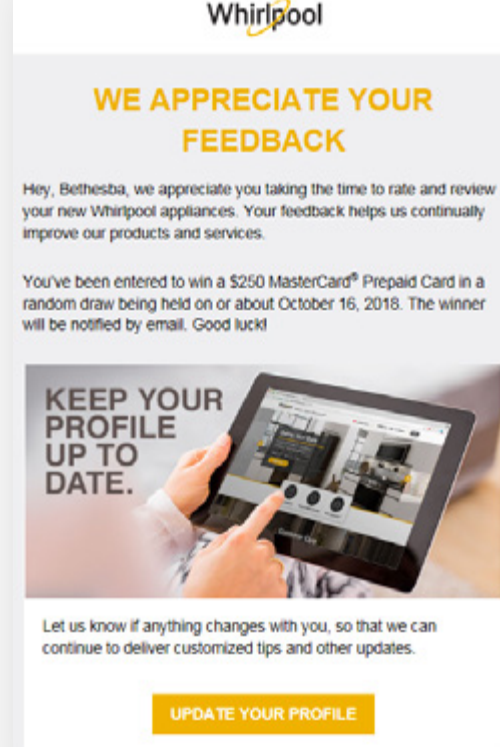 Whirlpool
WE APPRECIATE YOUR
FEEDBACK
Hey, Bethesba, we appreciate you taking the time to rate and review
your new Whirlpool appliances. Your feedback helps us continually
improve our products and services.
You've been entered to win a $250 MasterCard® Prepaid Card in a
random draw being held on or about October 16, 2018. The winner
will be notified by email. Good luck!
KEEP YOUR
PROFILE
UP TO
DATE.
Let us know if anything changes with you, so that we can
continue to deliver customized tips and other updates.
UPDATE YOUR PROFILE